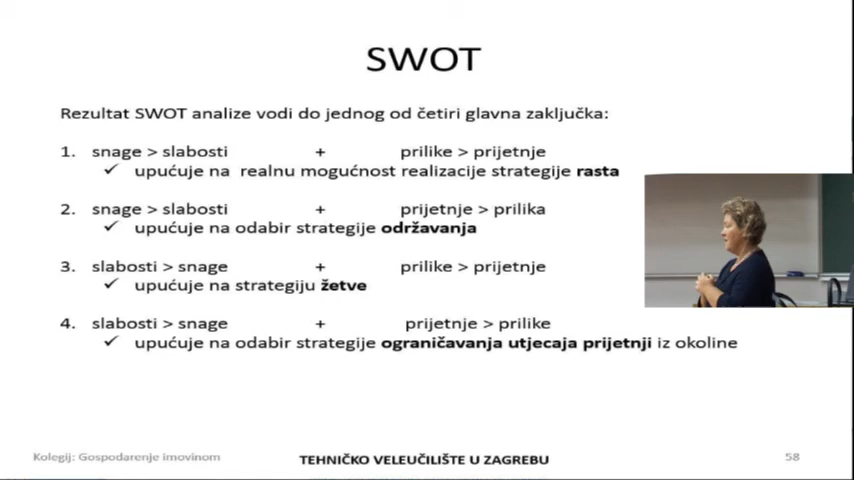 SWOT
Rezultat SWOT analize vodi do jednog od četiri glavna zaključka:
1. snage > slabosti + prilike > prijetnje
✓ upućuje na realnu mogućnost realizacije strategije rasta
2. snage > slabosti + prijetnje > prilika
✓ upućuje na odabir strategije održavanja
3. slabosti > snage + prilike > prijetnje
✓ upućuje na strategiju žetve
4. slabosti > snage + prijetnje > prilike
✓ upućuje na odabir strategije ograničavanja utjecaja prijetnji iz okoline
Kolegij: Gospodarenje imovinom
TEHNIČKO VELEUČILIŠTE U ZAGREBU
58